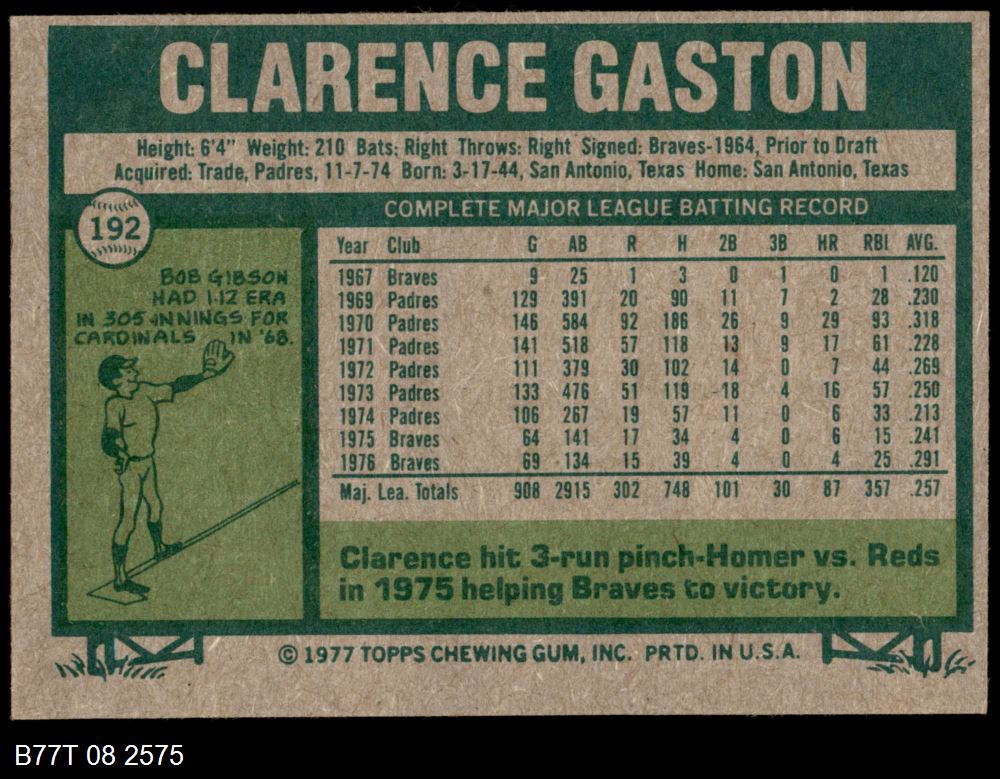 CLARENCE GASTON
Height: 6'4" Weight: 210 Bats: Right Throws: Right Signed: Braves-1964, Prior to Draft
Acquired: Trade, Padres, 11-7-74 Born: 3-17-44, San Antonio, Texas Home: San Antonio, Texas
192
BOB GIBSON
HAD 1.12 ERA
IN 305 INNINGS FOR
CARDINALS IN '68.
COMPLETE MAJOR LEAGUE BATTING RECORD
Year Club G AB R H 2B 3B HR RBI AVG.
1967 Braves 9 25 1 3 0 1 0 1 .120
1969 Padres 129 391 20 90 11 7 2 28 .230
1970 Padres 146 584 92 186 26 9 29 93 .318
1971 Padres 141 518 57 118 13 9 17 61 .228
1972 Padres 111 379 30 102 14 0 7 44 .269
1973 Padres 133 476 51 119 18 4 16 57 .250
1974 Padres 106 267 19 57 11 0 6 33 .213
1975 Braves 64 141 17 34 4 0 6 15 .241
1976 Braves 69 134 15 39 4 0 4 25 .291
Maj. Lea. Totals 908 2915 302 748 101 30 87 357 .257
Clarence hit 3-run pinch-Homer vs. Reds
in 1975 helping Braves to victory.
© 1977 TOPPS CHEWING GUM, INC. PRTD. IN U.S.A.
B77T 08 2575